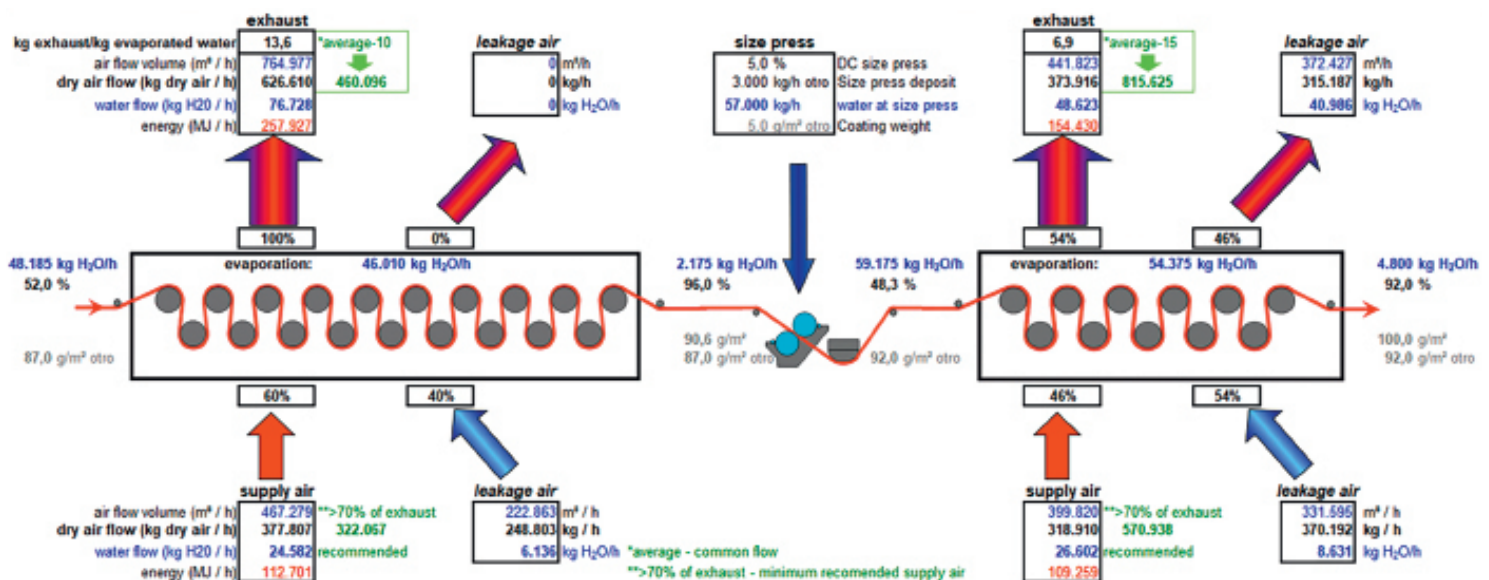 exhaust
kg exhaust/kg evaporated water 13,6 *average-10
air flow volume (m³ / h) 764.977
dry air flow (kg dry air / h) 626.610 460.096
water flow (kg H20 / h) 76.728
energy (MJ / h) 257.927
leakage air
0 m³/h
0 kg/h
0 kg H₂O/h
size press
5,0 % DC size press
3.000 kg/h otro Size press deposit
57.000 kg/h water at size press
5,0 g/m² otro Coating weight
exhaust
6,9 *average-15
441.823
373.916 815.625
48.623
154.430
leakage air
372.427 m³/h
315.187 kg/h
40.986 kg H₂O/h
100%
0%
54%
46%
48.185 kg H₂O/h
52,0 %
87,0 g/m² otro
evaporation: 46.010 kg H₂O/h
2.175 kg H₂O/h
96,0 %
90,6 g/m²
87,0 g/m² otro
59.175 kg H₂O/h
48,3 %
92,0 g/m² otro
evaporation: 54.375 kg H₂O/h
4.800 kg H₂O/h
92,0 %
100,0 g/m²
92,0 g/m² otro
60%
40%
46%
54%
supply air
air flow volume (m³ / h) 467.279 **>70% of exhaust
dry air flow (kg dry air / h) 377.807 322.067
water flow (kg H20 / h) 24.582 recommended
energy (MJ / h) 112.701
leakage air
222.863 m³ / h
248.803 kg / h
6.136 kg H₂O/h
*average - common flow
**>70% of exhaust - minimum recomended supply air
supply air
399.820 **>70% of exhaust
318.910 570.938
26.602 recommended
109.259
leakage air
331.595 m³ / h
370.192 kg / h
8.631 kg H₂O/h